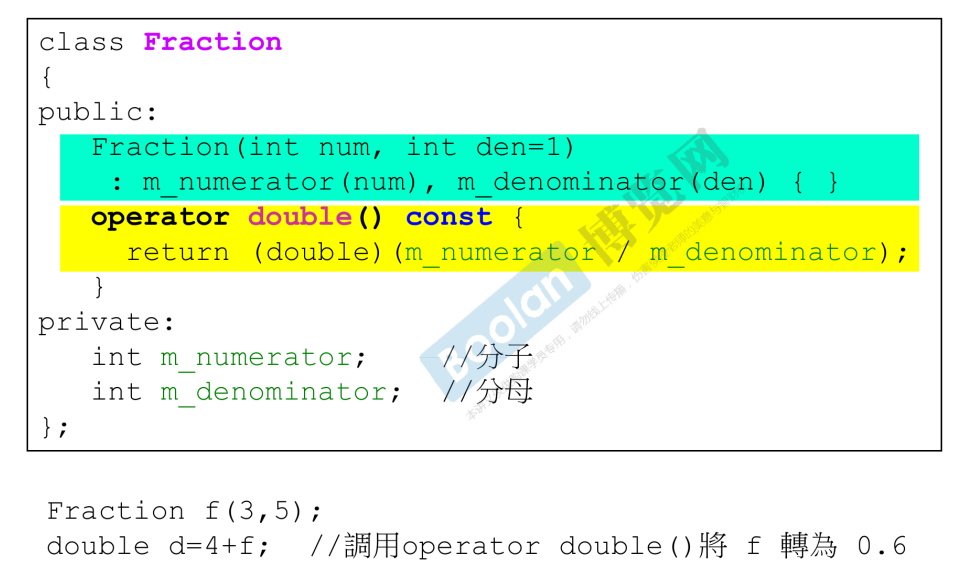 class Fraction
{
public:
   Fraction(int num, int den=1)
    : m_numerator(num), m_denominator(den) { }
   operator double() const {
     return (double)(m_numerator / m_denominator);
   }
private:
   int m_numerator;    //分子
   int m_denominator;  //分母
};
Boolan 博览网
Fraction f(3,5);
double d=4+f;  //調用operator double()將 f 轉為 0.6